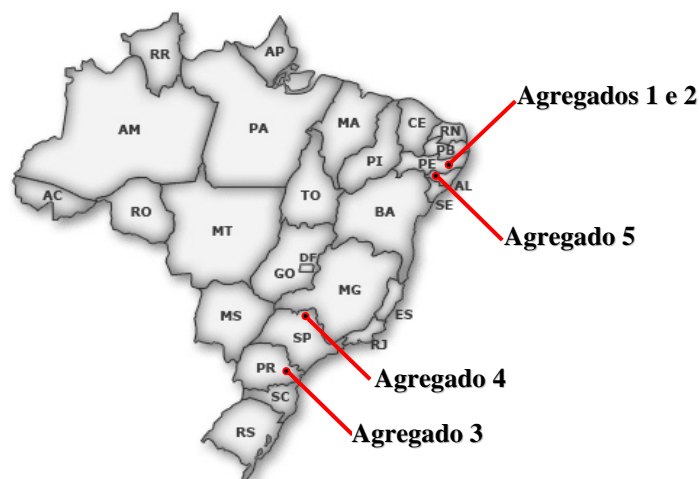 RR
AP
Agregados 1 e 2
AM
PA
MA
CE
RN
PB
PI
PE
AC
TO
AL
RO
BA
SE
MT
Agregado 5
DF
GO
MG
MS
ES
SP
RJ
PR
Agregado 4
SC
RS
Agregado 3